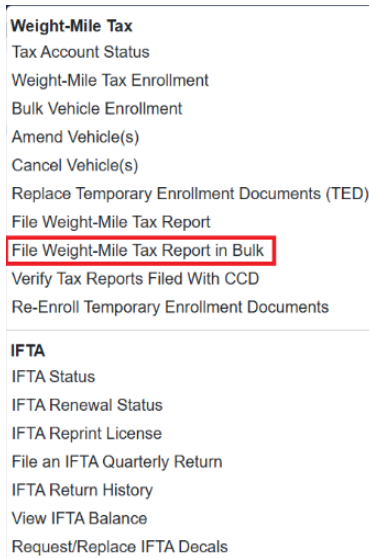 Weight-Mile Tax
Tax Account Status
Weight-Mile Tax Enrollment
Bulk Vehicle Enrollment
Amend Vehicle(s)
Cancel Vehicle(s)
Replace Temporary Enrollment Documents (TED)
File Weight-Mile Tax Report
File Weight-Mile Tax Report in Bulk
Verify Tax Reports Filed With CCD
Re-Enroll Temporary Enrollment Documents
IFTA
IFTA Status
IFTA Renewal Status
IFTA Reprint License
File an IFTA Quarterly Return
IFTA Return History
View IFTA Balance
Request/Replace IFTA Decals